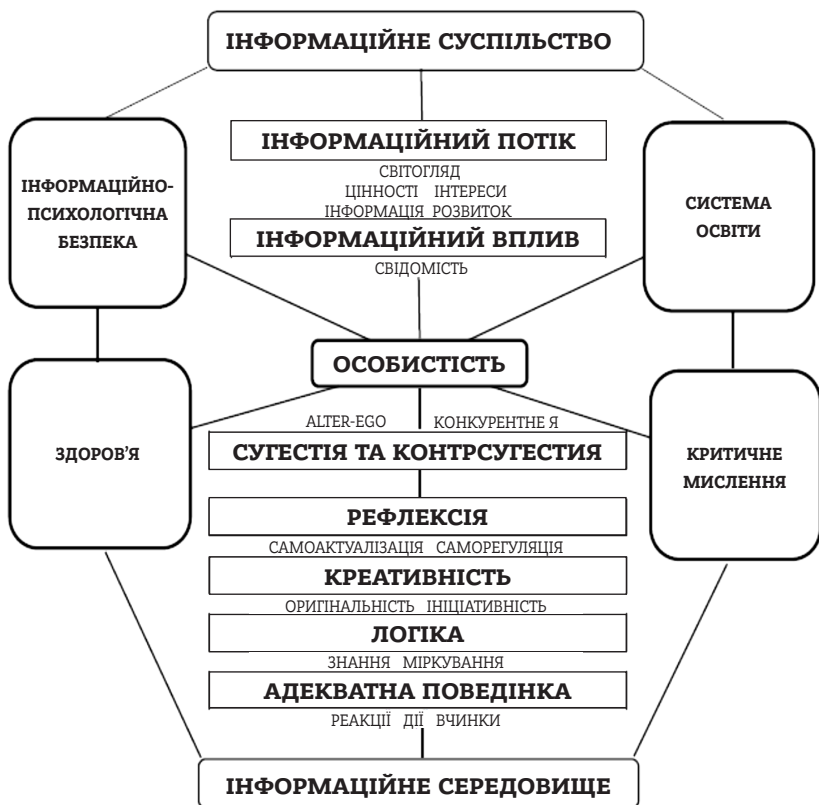 ІНФОРМАЦІЙНЕ СУСПІЛЬСТВО
ІНФОРМАЦІЙНО-
ПСИХОЛОГІЧНА
БЕЗПЕКА
ІНФОРМАЦІЙНИЙ ПОТІК
СВІТОГЛЯД
ЦІННОСТІ ІНТЕРЕСИ
ІНФОРМАЦІЯ РОЗВИТОК
ІНФОРМАЦІЙНИЙ ВПЛИВ
СВІДОМІСТЬ
СИСТЕМА
ОСВІТИ
ОСОБИСТІСТЬ
ЗДОРОВ’Я
ALTER-EGO КОНКУРЕНТНЕ Я
СУГЕСТІЯ ТА КОНТРСУГЕСТИЯ
РЕФЛЕКСІЯ
САМОАКТУАЛІЗАЦІЯ САМОРЕГУЛЯЦІЯ
КРЕАТИВНІСТЬ
ОРИГІНАЛЬНІСТЬ ІНІЦІАТИВНІСТЬ
ЛОГІКА
ЗНАННЯ МІРКУВАННЯ
АДЕКВАТНА ПОВЕДІНКА
РЕАКЦІЇ ДІЇ ВЧИНКИ
КРИТИЧНЕ
МИСЛЕННЯ
ІНФОРМАЦІЙНЕ СЕРЕДОВИЩЕ